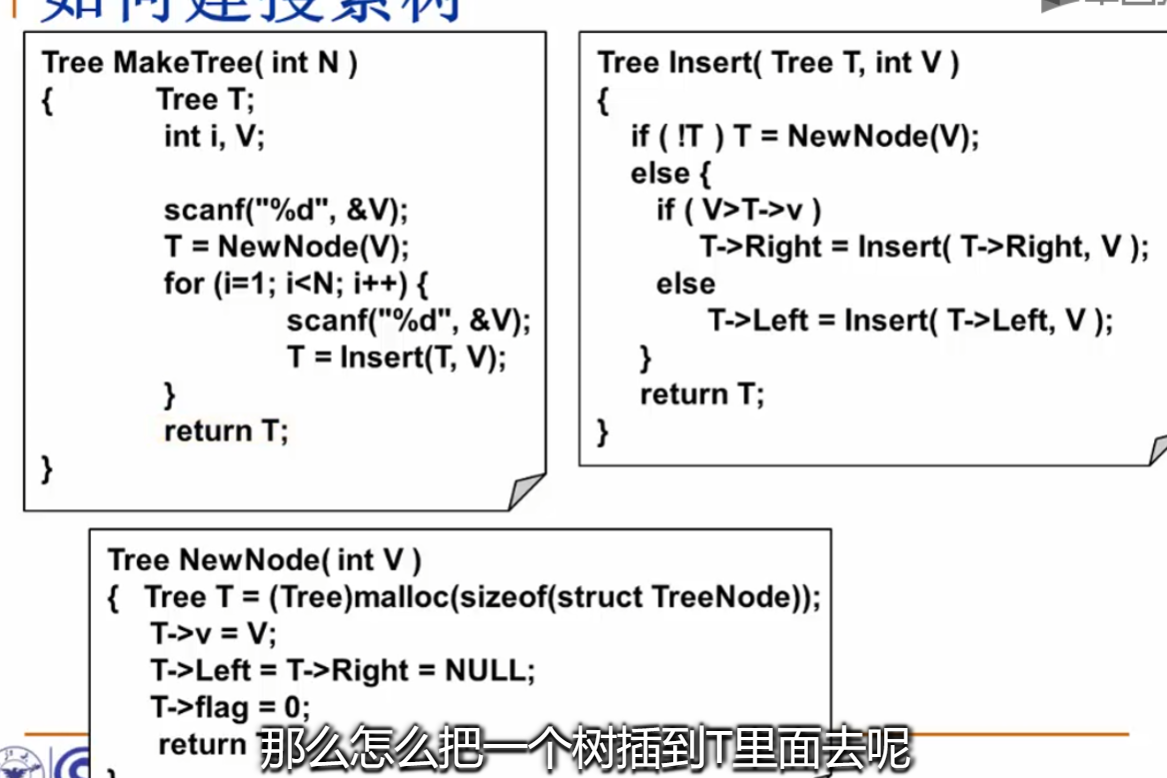 如何建搜索树
Tree MakeTree( int N )
{ Tree T;
int i, V;
scanf("%d", &V);
T = NewNode(V);
for (i=1; i<N; i++) {
scanf("%d", &V);
T = Insert(T, V);
}
return T;
}
Tree Insert( Tree T, int V )
{
if ( !T ) T = NewNode(V);
else {
if ( V>T->v )
T->Right = Insert( T->Right, V );
else
T->Left = Insert( T->Left, V );
}
return T;
}
Tree NewNode( int V )
{ Tree T = (Tree)malloc(sizeof(struct TreeNode));
T->v = V;
T->Left = T->Right = NULL;
T->flag = 0;
return
}
那么怎么把一个树插到T里面去呢